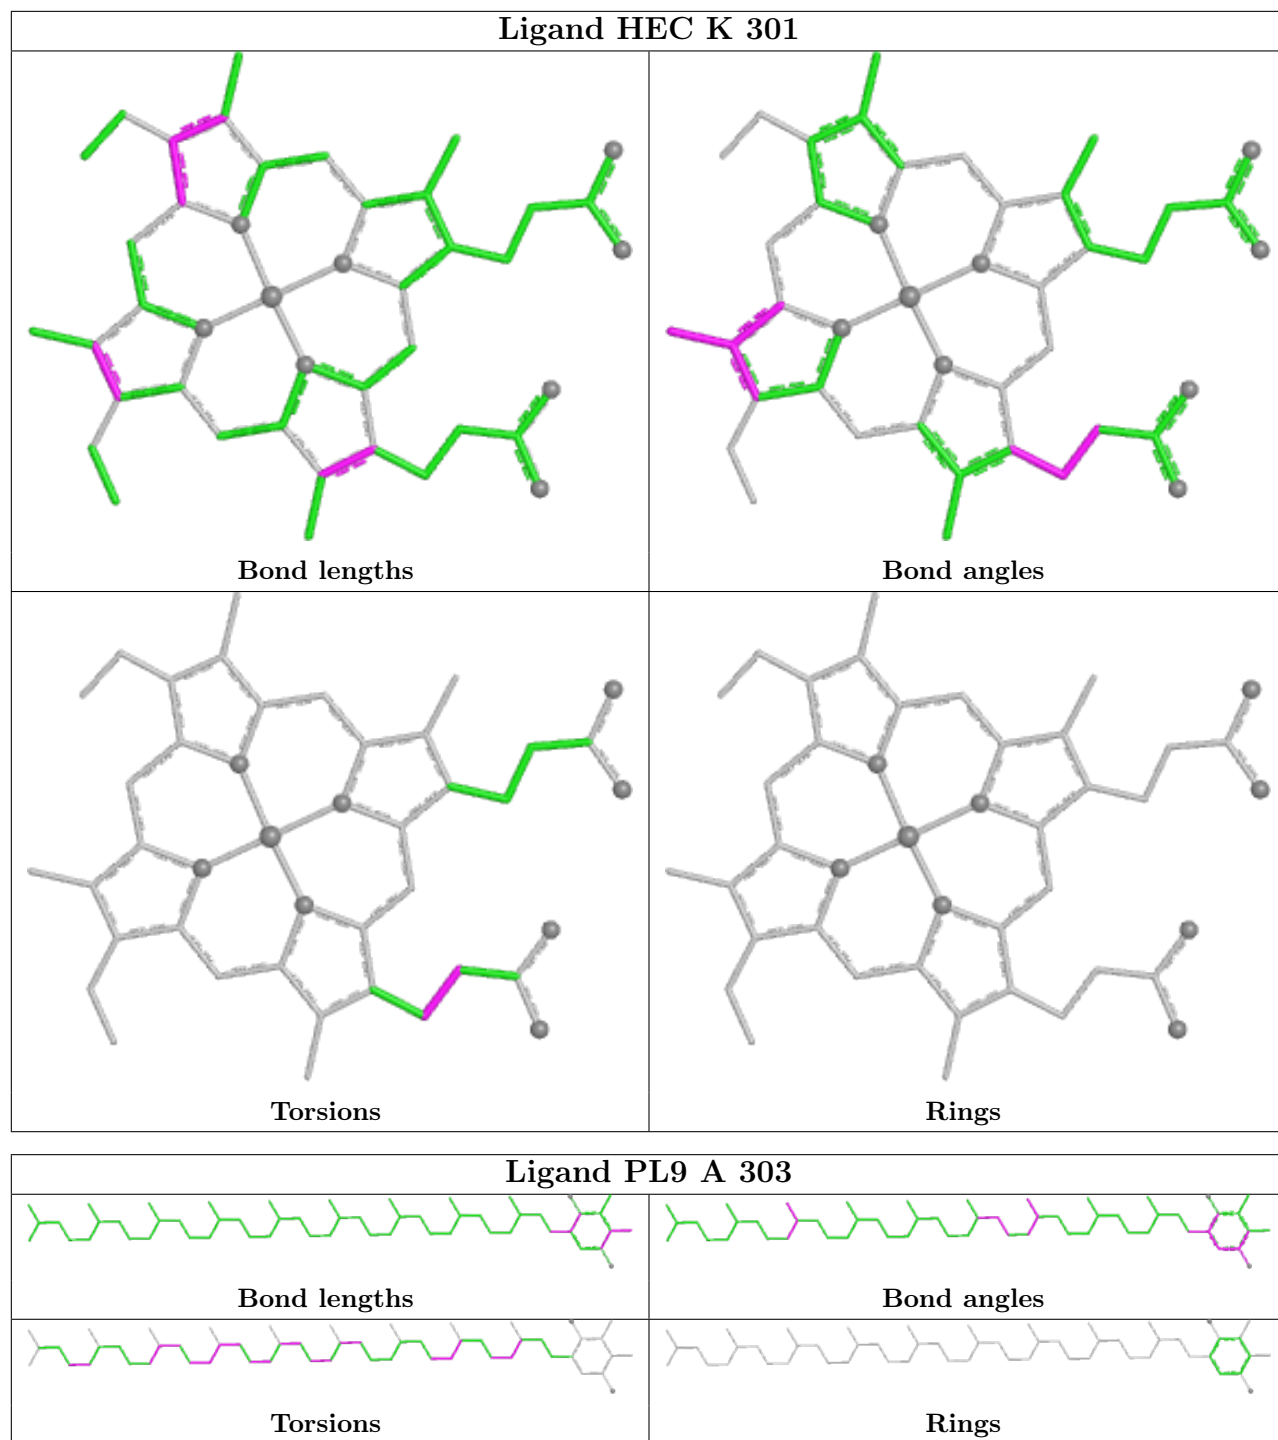 Ligand HEC K 301
Bond lengths
Bond angles
Torsions
Rings
Ligand PL9 A 303
Bond lengths
Bond angles
Torsions
Rings